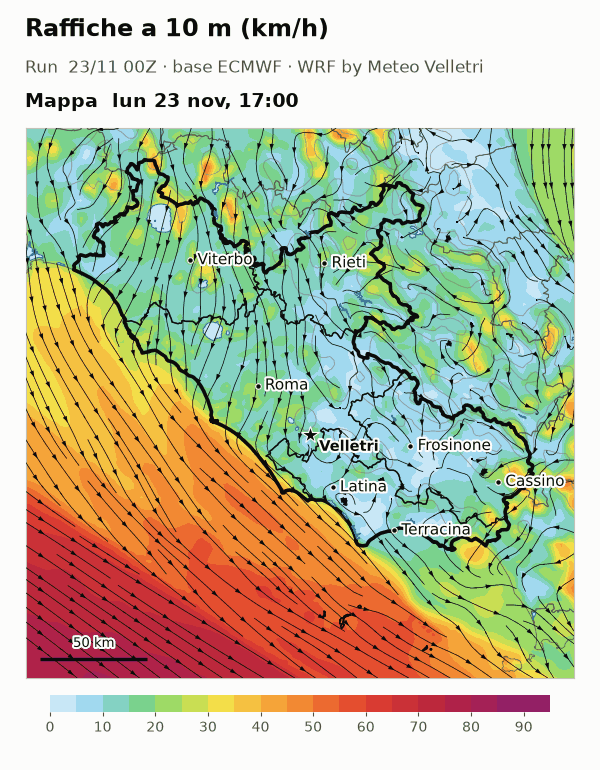 Raffiche a 10 m (km/h)
Run 23/11 00Z · base ECMWF · WRF by Meteo Velletri
Mappa lun 23 nov, 17:00
Viterbo
Rieti
Roma
Velletri
Frosinone
Latina
Cassino
Terracina
50 km
0 10 20 30 40 50 60 70 80 90